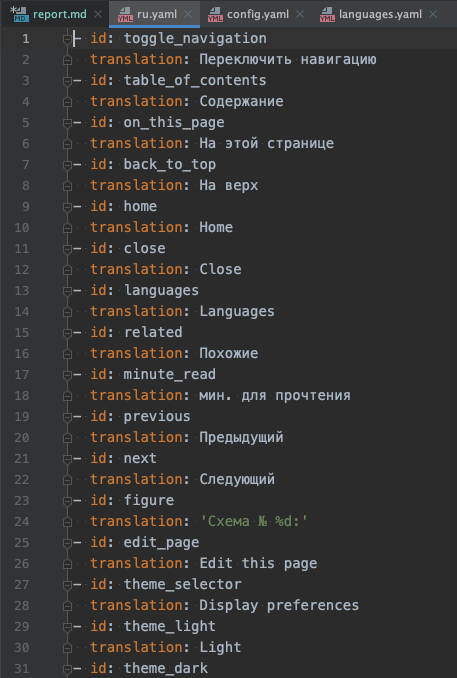 *report.md ru.yaml config.yaml languages.yaml
1 - id: toggle_navigation
2 translation: Переключить навигацию
3 - id: table_of_contents
4 translation: Содержание
5 - id: on_this_page
6 translation: На этой странице
7 - id: back_to_top
8 translation: На верх
9 - id: home
10 translation: Home
11 - id: close
12 translation: Close
13 - id: languages
14 translation: Languages
15 - id: related
16 translation: Похожие
17 - id: minute_read
18 translation: мин. для прочтения
19 - id: previous
20 translation: Предыдущий
21 - id: next
22 translation: Следующий
23 - id: figure
24 translation: 'Схема № %d:'
25 - id: edit_page
26 translation: Edit this page
27 - id: theme_selector
28 translation: Display preferences
29 - id: theme_light
30 translation: Light
31 - id: theme_dark